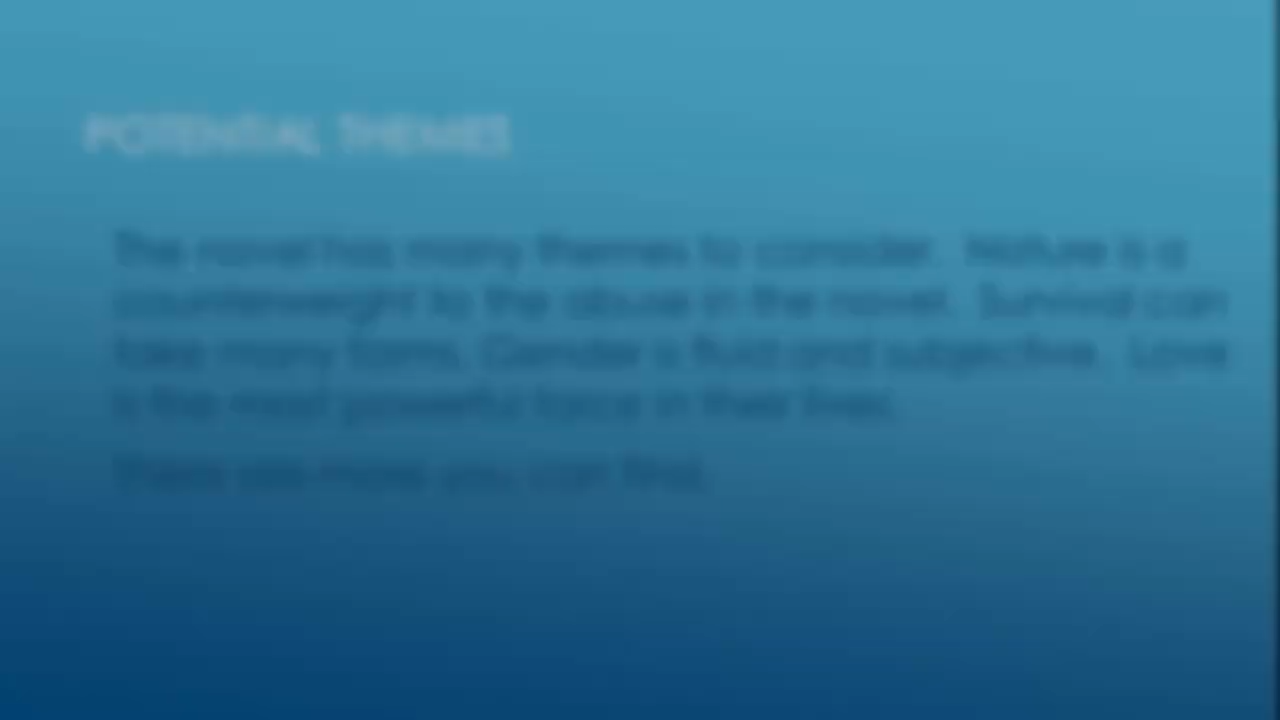 POTENTIAL THEMES
The novel has many themes to consider. Nature is a
counterweight to the abuse in the novel. Survival can
take many forms. Gender is fluid and subjective. Love
is the most powerful force in their lives.
There are more you can find.